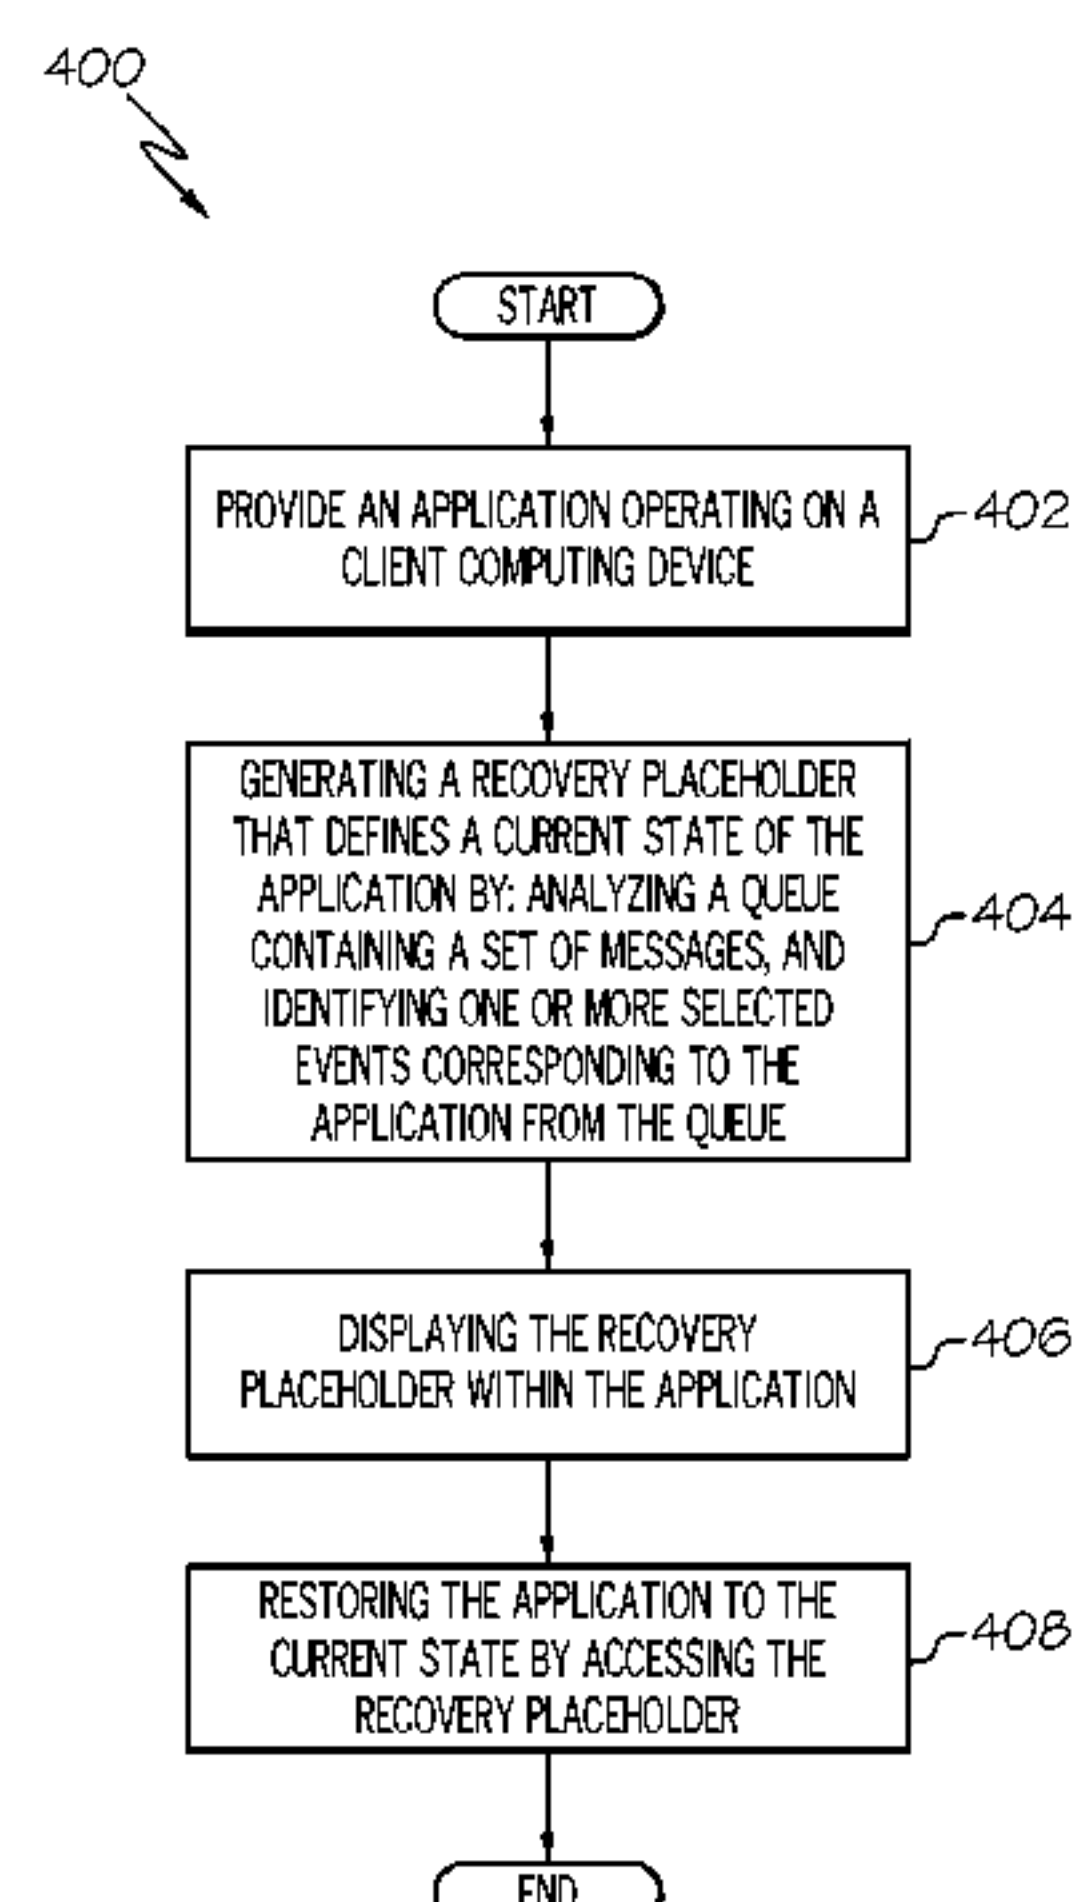 400
START
PROVIDE AN APPLICATION OPERATING ON A
CLIENT COMPUTING DEVICE
402
GENERATING A RECOVERY PLACEHOLDER
THAT DEFINES A CURRENT STATE OF THE
APPLICATION BY: ANALYZING A QUEUE
CONTAINING A SET OF MESSAGES, AND
IDENTIFYING ONE OR MORE SELECTED
EVENTS CORRESPONDING TO THE
APPLICATION FROM THE QUEUE
404
DISPLAYING THE RECOVERY
PLACEHOLDER WITHIN THE APPLICATION
406
RESTORING THE APPLICATION TO THE
CURRENT STATE BY ACCESSING THE
RECOVERY PLACEHOLDER
408
END